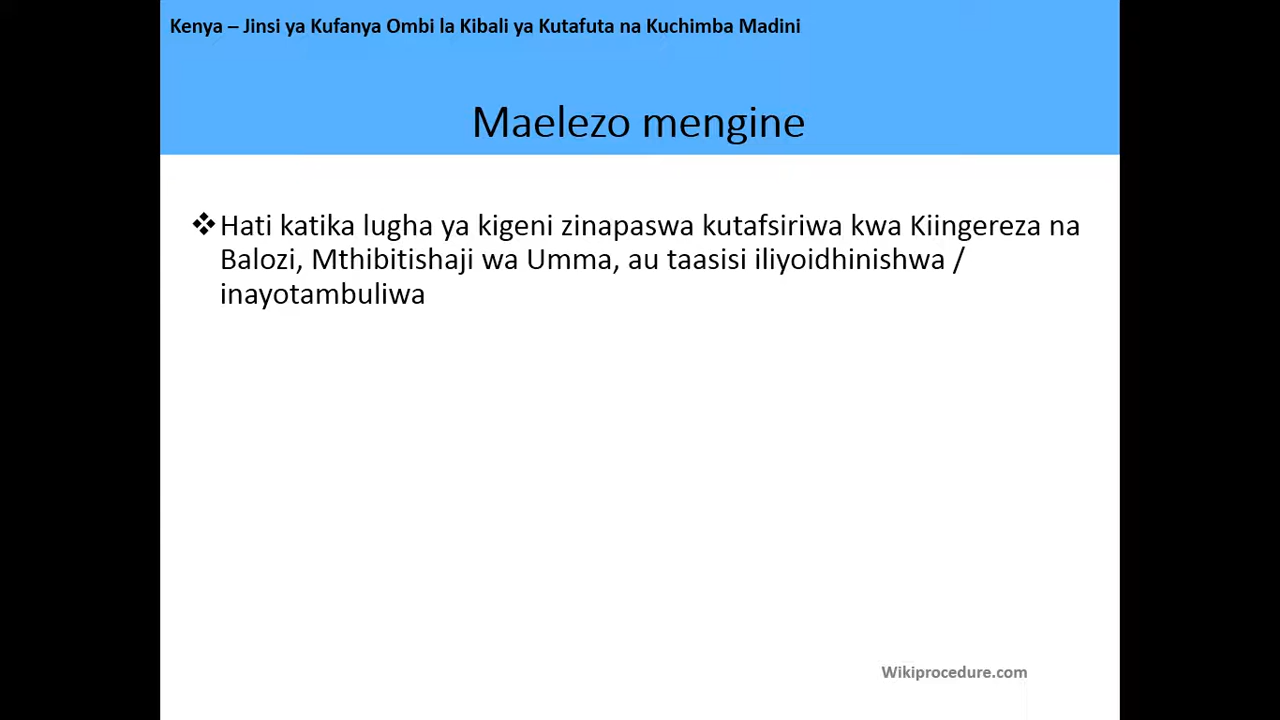 Kenya – Jinsi ya Kufanya Ombi la Kibali ya Kutafuta na Kuchimba Madini
Maelezo mengine
❖Hati katika lugha ya kigeni zinapaswa kutafsiriwa kwa Kiingereza na
Balozi, Mthibitishaji wa Umma, au taasisi iliyoidhinishwa /
inayotambuliwa
Wikiprocedure.com